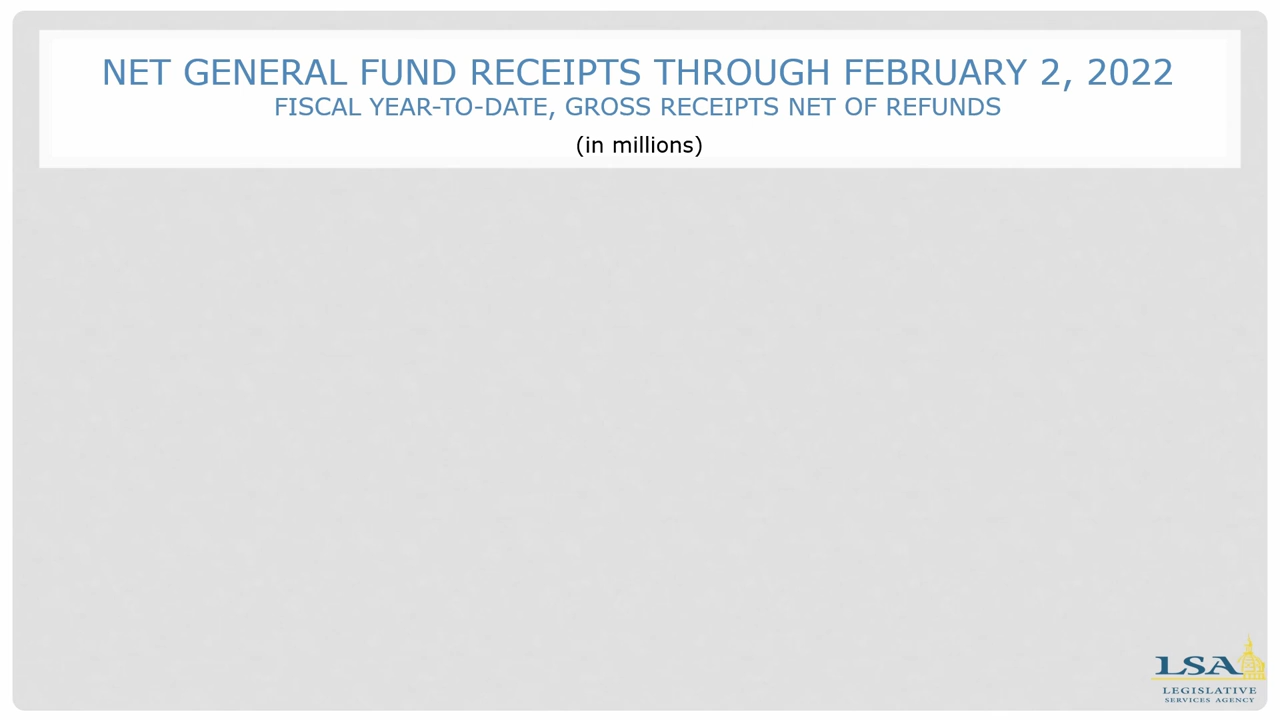 NET GENERAL FUND RECEIPTS THROUGH FEBRUARY 2, 2022
FISCAL YEAR-TO-DATE, GROSS RECEIPTS NET OF REFUNDS
(in millions)
LSA
LEGISLATIVE
SERVICES AGENCY